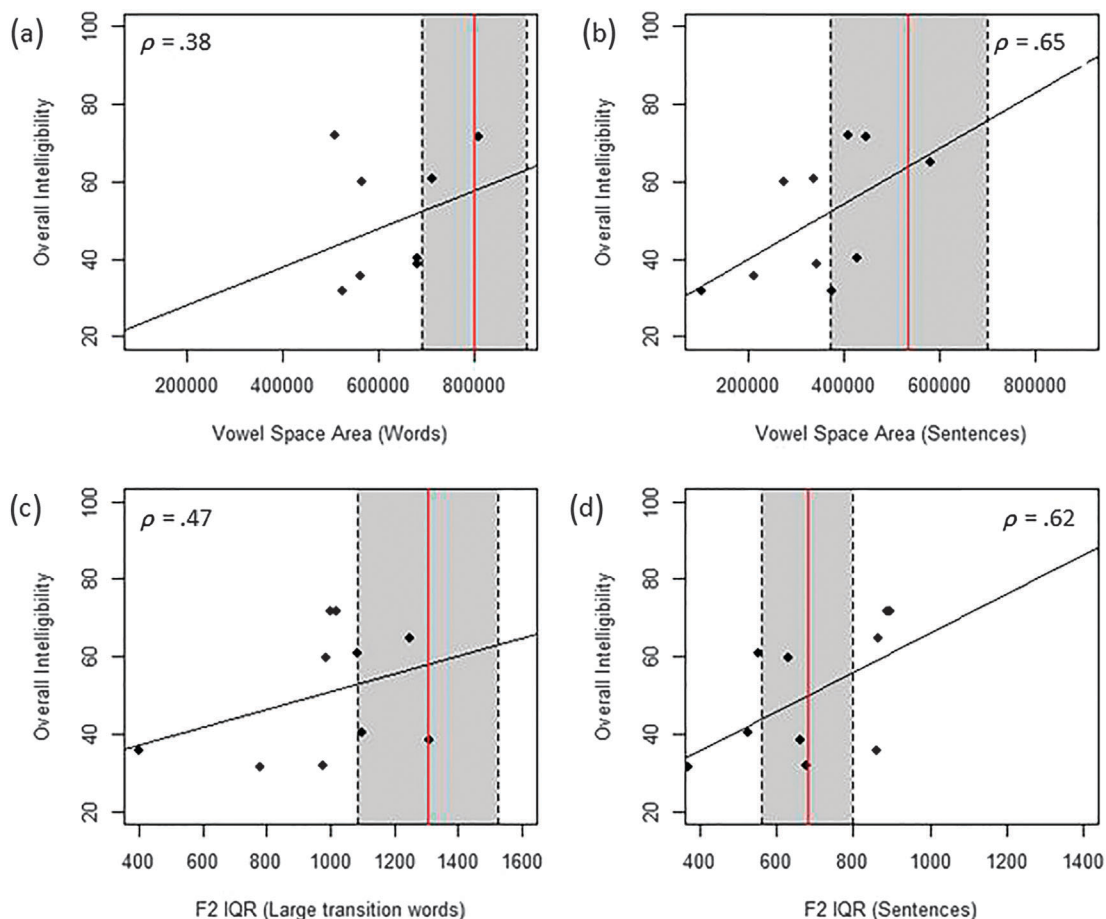 (a)
ρ = .38
Overall Intelligibility
100
80
60
40
20
200000 400000 600000 800000
Vowel Space Area (Words)
(b)
ρ = .65
Overall Intelligibility
100
80
60
40
20
200000 400000 600000 800000
Vowel Space Area (Sentences)
(c)
ρ = .47
Overall Intelligibility
100
80
60
40
20
400 600 800 1000 1200 1400 1600
F2 IQR (Large transition words)
(d)
ρ = .62
Overall Intelligibility
100
80
60
40
20
400 600 800 1000 1200 1400
F2 IQR (Sentences)